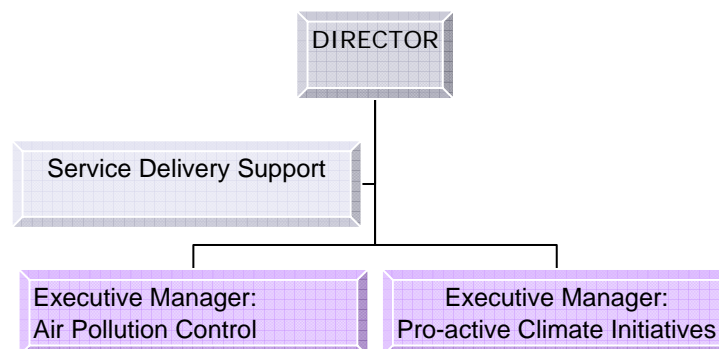 DIRECTOR
Service Delivery Support
Executive Manager:
Air Pollution Control
Executive Manager:
Pro-active Climate Initiatives